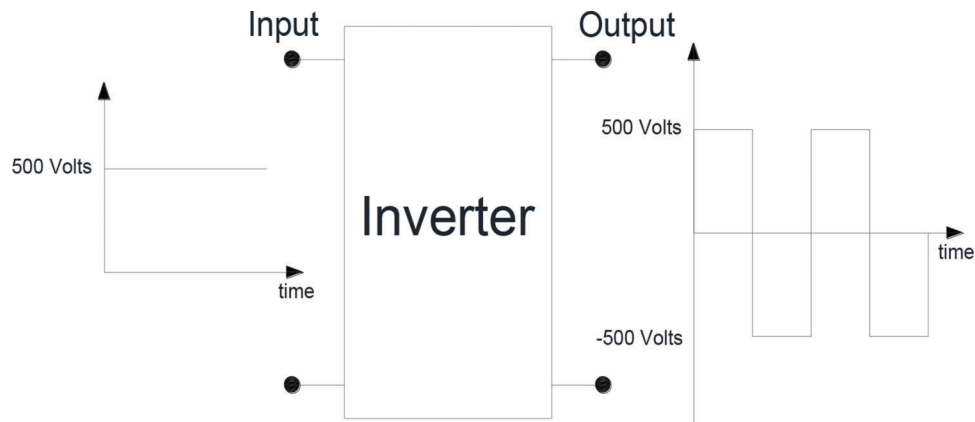 Input
Output
500 Volts
time
Inverter
500 Volts
time
-500 Volts